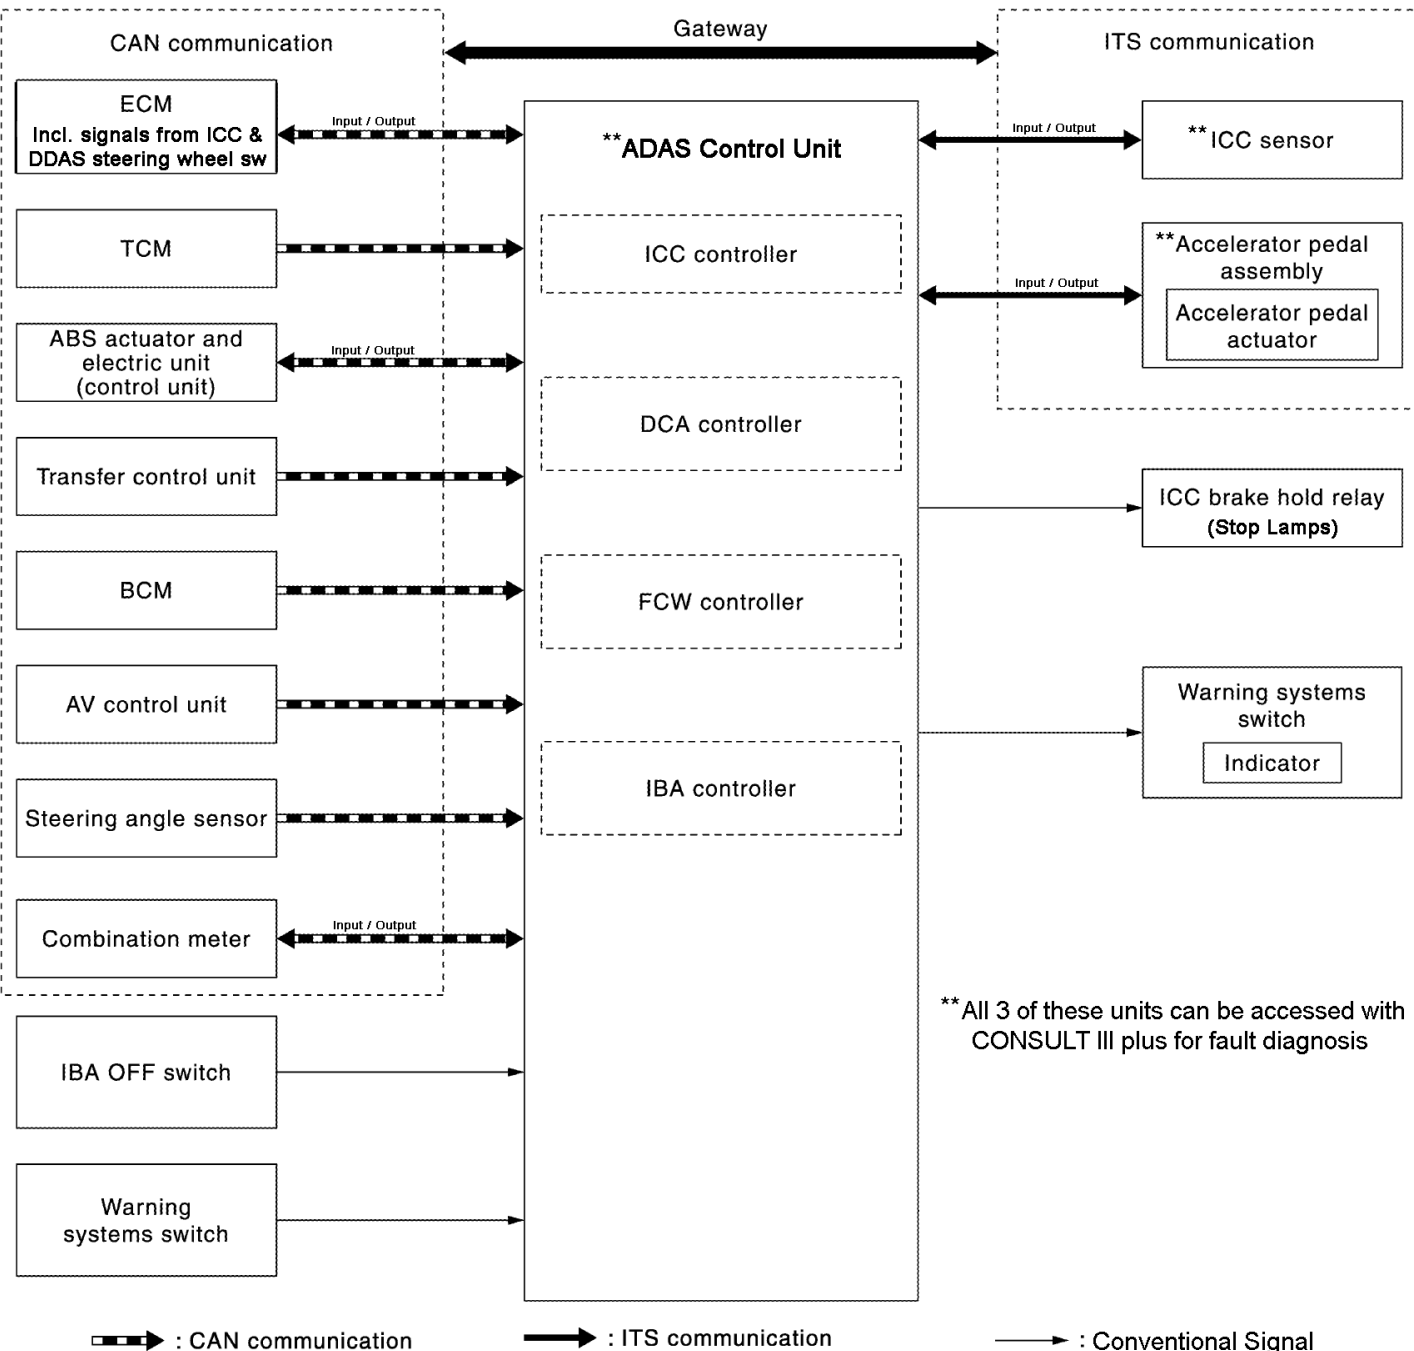 CAN communication
Gateway
ITS communication
ECM
Incl. signals from ICC &
DDAS steering wheel sw
Input / Output
**ADAS Control Unit
Input / Output
**ICC sensor
TCM
ICC controller
**Accelerator pedal
assembly
Input / Output
Accelerator pedal
actuator
ABS actuator and
electric unit
(control unit)
Input / Output
DCA controller
Transfer control unit
ICC brake hold relay
(Stop Lamps)
BCM
FCW controller
AV control unit
Warning systems
switch
Indicator
Steering angle sensor
IBA controller
Combination meter
Input / Output
**All 3 of these units can be accessed with
CONSULT III plus for fault diagnosis
IBA OFF switch
Warning
systems switch
: CAN communication
: ITS communication
: Conventional Signal